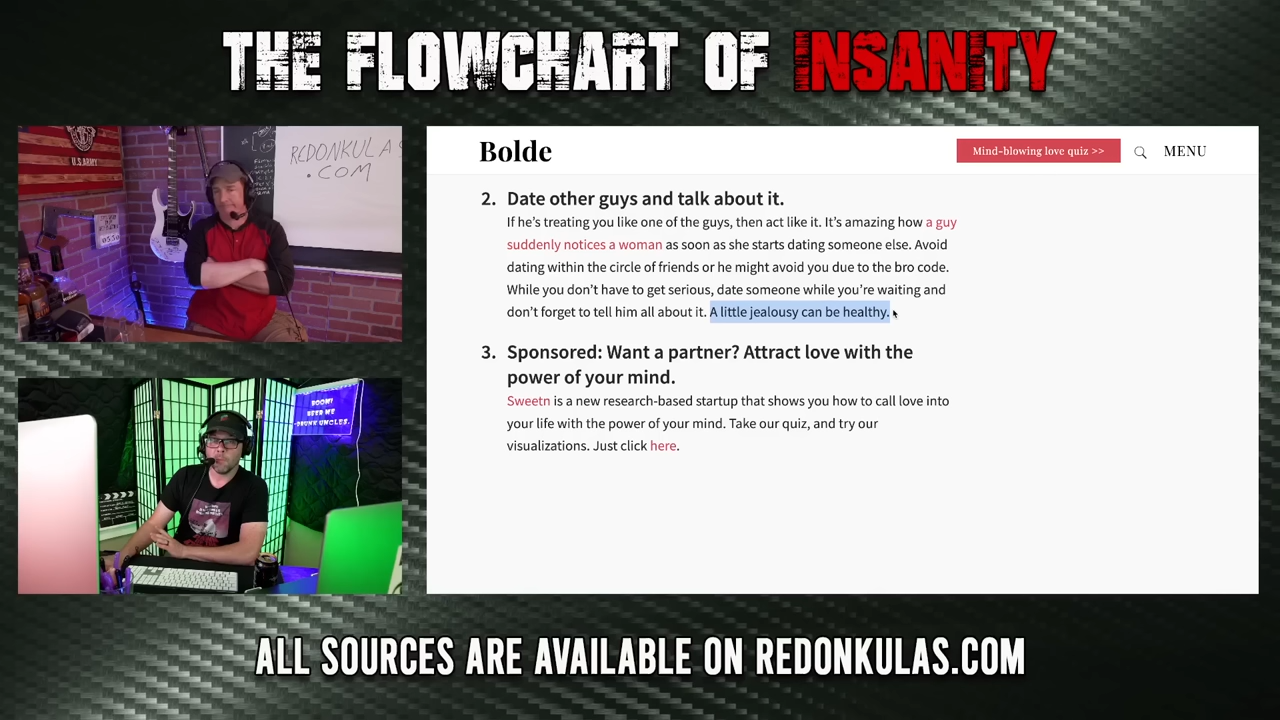 THE FLOWCHART OF INSANITY
U.S. ARMY
REDONKULAS
.COM
05:50
BOOM!
BEER ME
-DRUNK UNCLES.
Bolde
Mind-blowing love quiz >>
MENU
2. Date other guys and talk about it.
If he's treating you like one of the guys, then act like it. It's amazing how a guy
suddenly notices a woman as soon as she starts dating someone else. Avoid
dating within the circle of friends or he might avoid you due to the bro code.
While you don't have to get serious, date someone while you're waiting and
don't forget to tell him all about it. A little jealousy can be healthy.
3. Sponsored: Want a partner? Attract love with the
power of your mind.
Sweetn is a new research-based startup that shows you how to call love into
your life with the power of your mind. Take our quiz, and try our
visualizations. Just click here.
ALL SOURCES ARE AVAILABLE ON REDONKULAS.COM